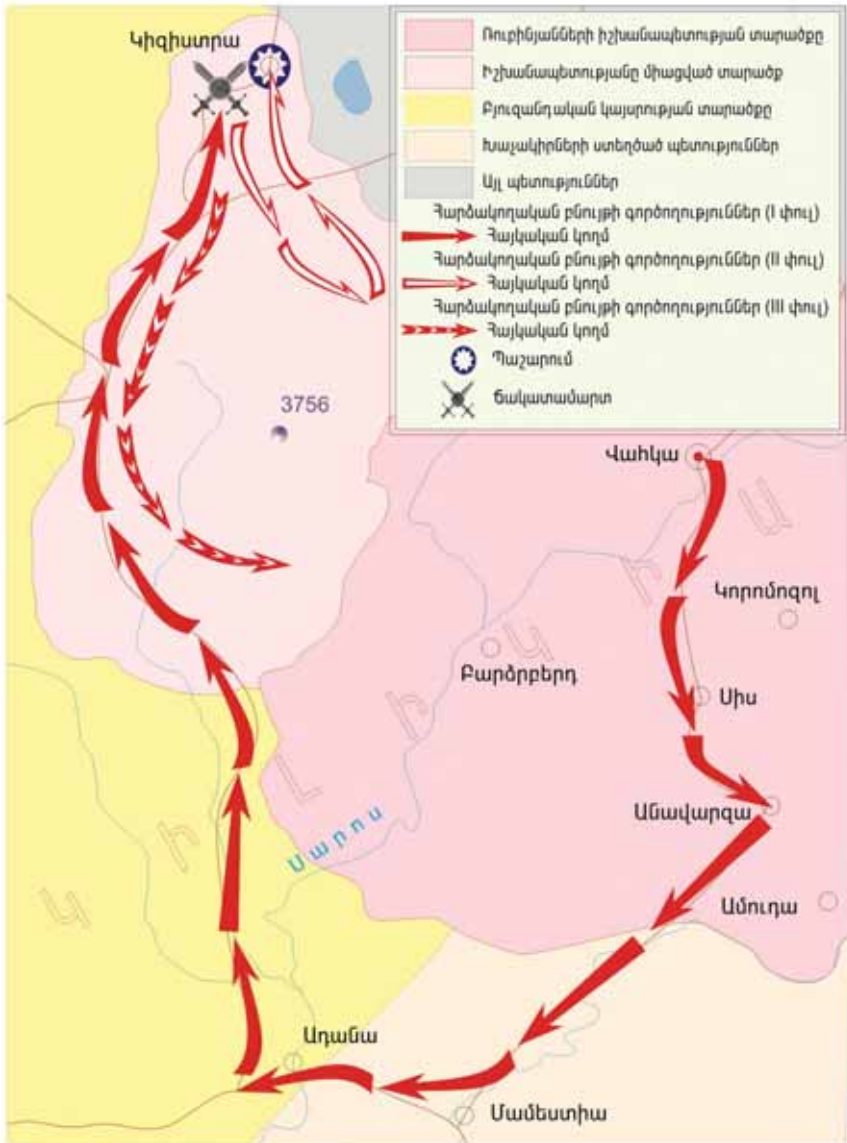 Կիզիստրա
Ռուբինյանների իշխանապետության տարածքը
Իշխանապետությանը միացված տարածք
Բյուզանդական կայսրության տարածքը
Խաչակիրների ստեղծած պետություններ
Այլ պետություններ
Հարձակողական բնույթի գործողություններ (I փուլ)
Հայկական կողմ
Հարձակողական բնույթի գործողություններ (II փուլ)
Հայկական կողմ
Հարձակողական բնույթի գործողություններ (III փուլ)
Հայկական կողմ
Պաշարում
Ճակատամարտ
3756
Վահկա
Կորոմոզոլ
Բարձրբերդ
Սիս
Անավարզա
Ամուդա
Սարոս
Կիլիկիա
Ադանա
Մամեստիա